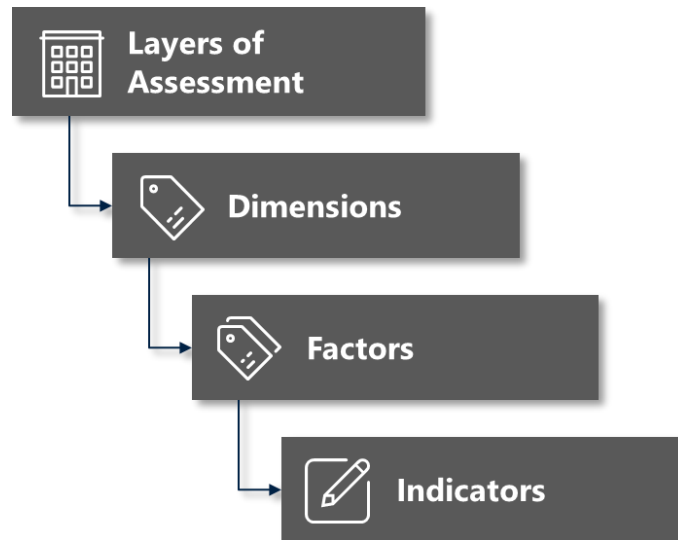 Layers of
Assessment
Dimensions
Factors
Indicators